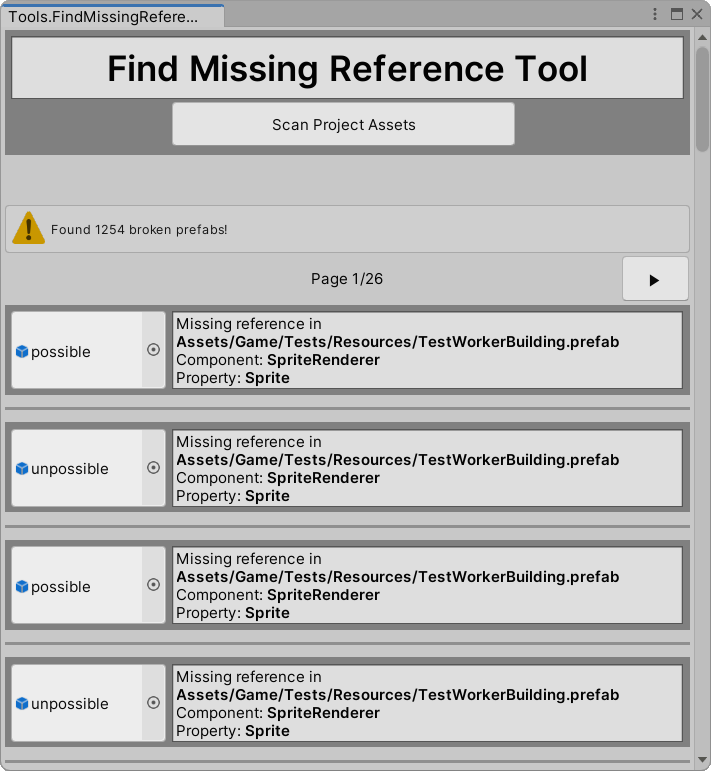 Tools.FindMissingRefere...
Find Missing Reference Tool
Scan Project Assets
Found 1254 broken prefabs!
Page 1/26
possible
Missing reference in
Assets/Game/Tests/Resources/TestWorkerBuilding.prefab
Component: SpriteRenderer
Property: Sprite
unpossible
Missing reference in
Assets/Game/Tests/Resources/TestWorkerBuilding.prefab
Component: SpriteRenderer
Property: Sprite
possible
Missing reference in
Assets/Game/Tests/Resources/TestWorkerBuilding.prefab
Component: SpriteRenderer
Property: Sprite
unpossible
Missing reference in
Assets/Game/Tests/Resources/TestWorkerBuilding.prefab
Component: SpriteRenderer
Property: Sprite